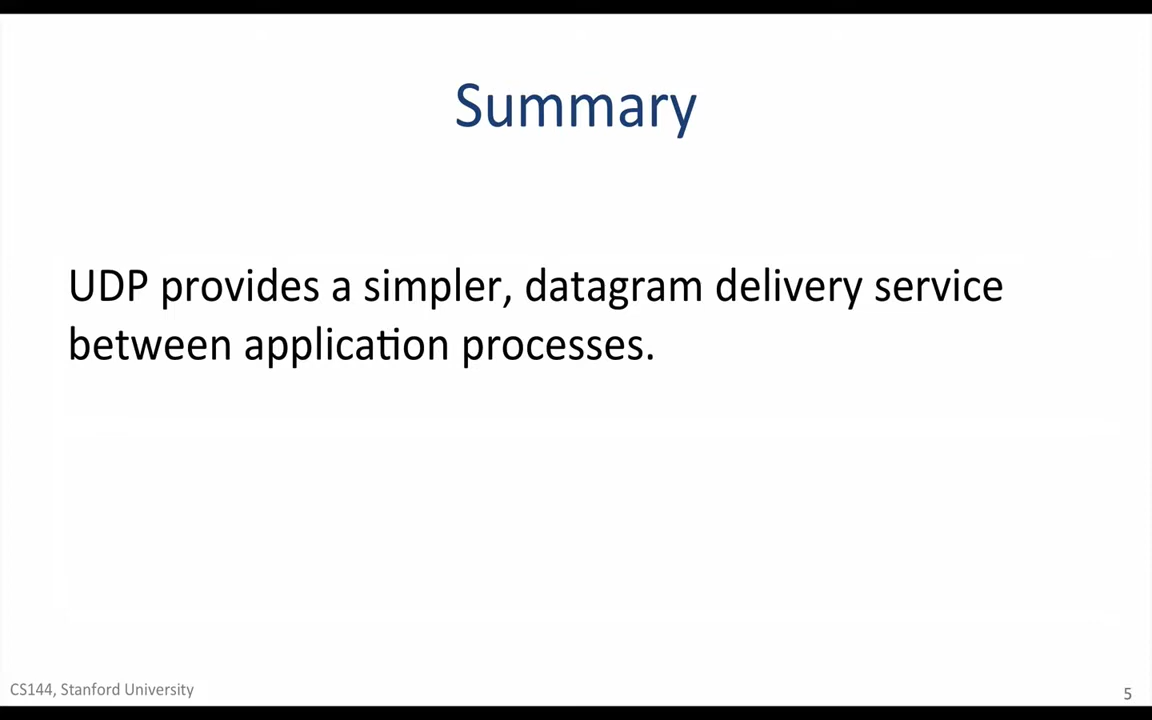 Summary
UDP provides a simpler, datagram delivery service
between application processes.
CS144, Stanford University
5